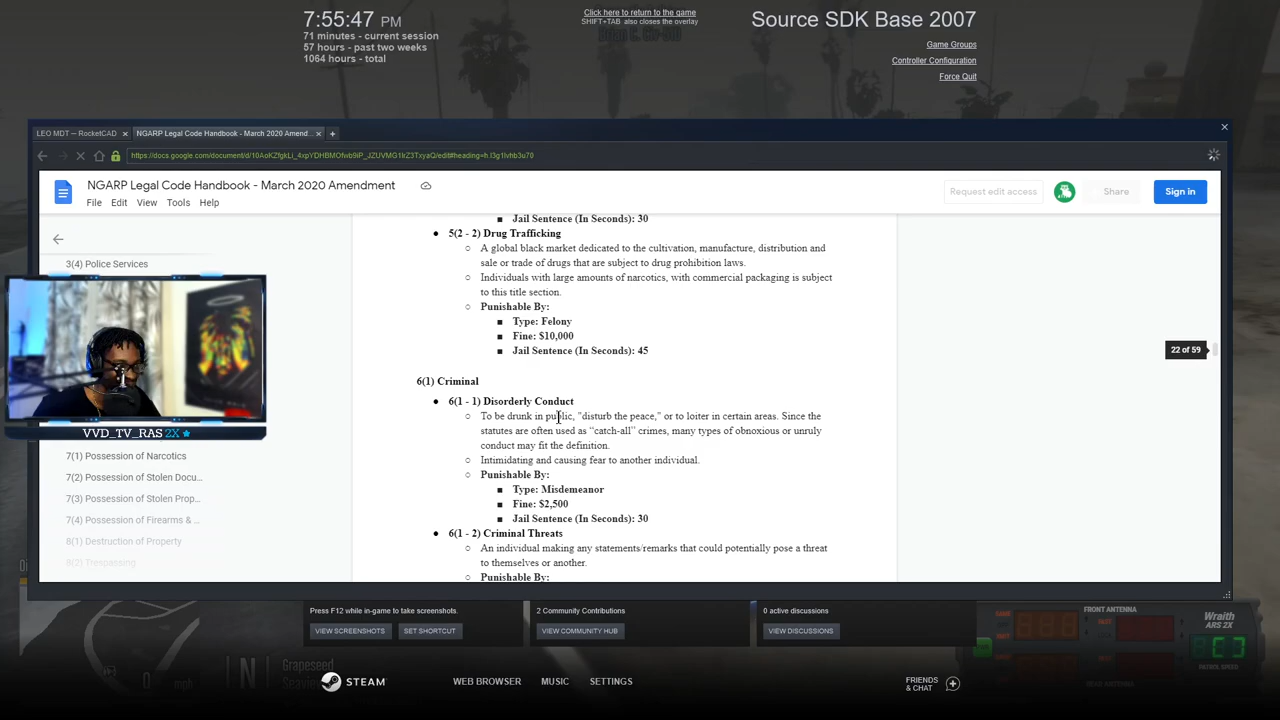 7:55:47 PM
71 minutes - current session
57 hours - past two weeks
1064 hours - total
Click here to return to the game
SHIFT+TAB also closes the overlay
Source SDK Base 2007
Game Groups
Controller Configuration
Force Quit
LEO MDT — RocketCAD
NGARP Legal Code Handbook - March 2020 Amend...
NGARP Legal Code Handbook - March 2020 Amendment
File Edit View Tools Help
Request edit access
Share
Sign in
3(4) Police Services
7(1) Possession of Narcotics
7(2) Possession of Stolen Docu...
7(3) Possession of Stolen Prop...
7(4) Possession of Firearms & ...
8(1) Destruction of Property
8(2) Trespassing
Jail Sentence (In Seconds): 30
5(2 - 2) Drug Trafficking
A global black market dedicated to the cultivation, manufacture, distribution and
sale or trade of drugs that are subject to drug prohibition laws.
Individuals with large amounts of narcotics, with commercial packaging is subject
to this title section.
Punishable By:
Type: Felony
Fine: $10,000
Jail Sentence (In Seconds): 45
22 of 59
6(1) Criminal
6(1 - 1) Disorderly Conduct
To be drunk in public, "disturb the peace," or to loiter in certain areas. Since the
statutes are often used as “catch-all” crimes, many types of obnoxious or unruly
conduct may fit the definition.
Intimidating and causing fear to another individual.
Punishable By:
Type: Misdemeanor
Fine: $2,500
Jail Sentence (In Seconds): 30
6(1 - 2) Criminal Threats
An individual making any statements/remarks that could potentially pose a threat
to themselves or another.
Punishable By:
VVD_TV_RAS 2X
Press F12 while in-game to take screenshots.
VIEW SCREENSHOTS
SET SHORTCUT
2 Community Contributions
VIEW COMMUNITY HUB
0 active discussions
VIEW DISCUSSIONS
FRONT ANTENNA
Wraith
ARS 2X
PATROL SPEED
N
Grapeseed
0 mph
STEAM
WEB BROWSER
MUSIC
SETTINGS
FRIENDS
& CHAT